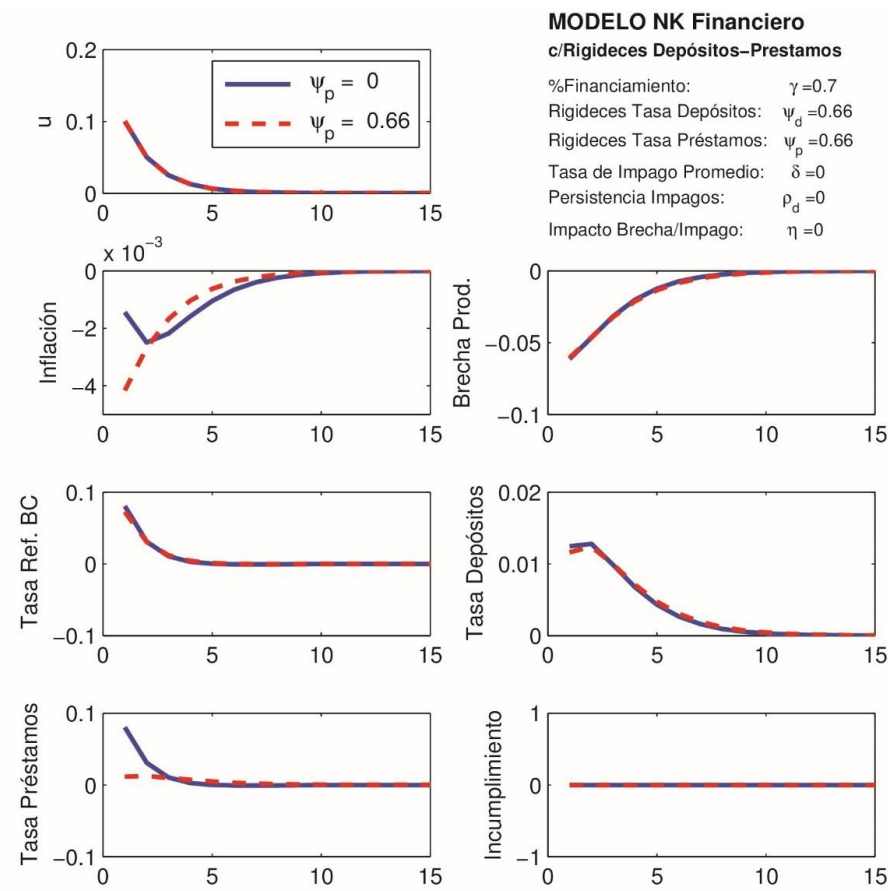 MODELO NK Financiero
c/Rigideces Depósitos-Prestamos
%Financiamiento: γ =0.7
Rigideces Tasa Depósitos: ψd =0.66
Rigideces Tasa Préstamos: ψp =0.66
Tasa de Impago Promedio: δ =0
Persistencia Impagos: ρd =0
Impacto Brecha/Impago: η =0
u
0.2
0.1
0
0 5 10 15
ψp = 0
ψp = 0.66
x 10⁻³
Inflación
0
−2
−4
0 5 10 15
Brecha Prod.
0
−0.05
−0.1
0 5 10 15
Tasa Ref. BC
0.1
0
−0.1
0 5 10 15
Tasa Depósitos
0.02
0.01
0
0 5 10 15
Tasa Préstamos
0.1
0
−0.1
0 5 10 15
Incumplimiento
1
0
−1
0 5 10 15